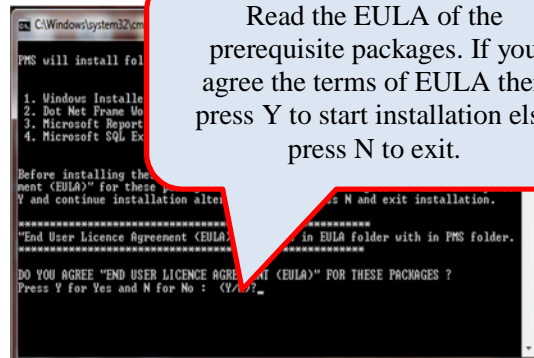 C:\Windows\system32\cm
PMS will install fol
1. Windows Installe
2. Dot Net Frame Wo
3. Microsoft Report
4. Microsoft SQL Ex
Read the EULA of the
prerequisite packages. If you
agree the terms of EULA then
press Y to start installation els
press N to exit.
Before installing the
ment (EULA)" for these
Y and continue installation alter s N and exit installation.
"End User Licence Agreement (EULA) in EULA folder with in PMS folder.
DO YOU AGREE "END USER LICENCE AGRE T (EULA)" FOR THESE PACKAGES ?
Press Y for Yes and N for No : (Y/ )?_